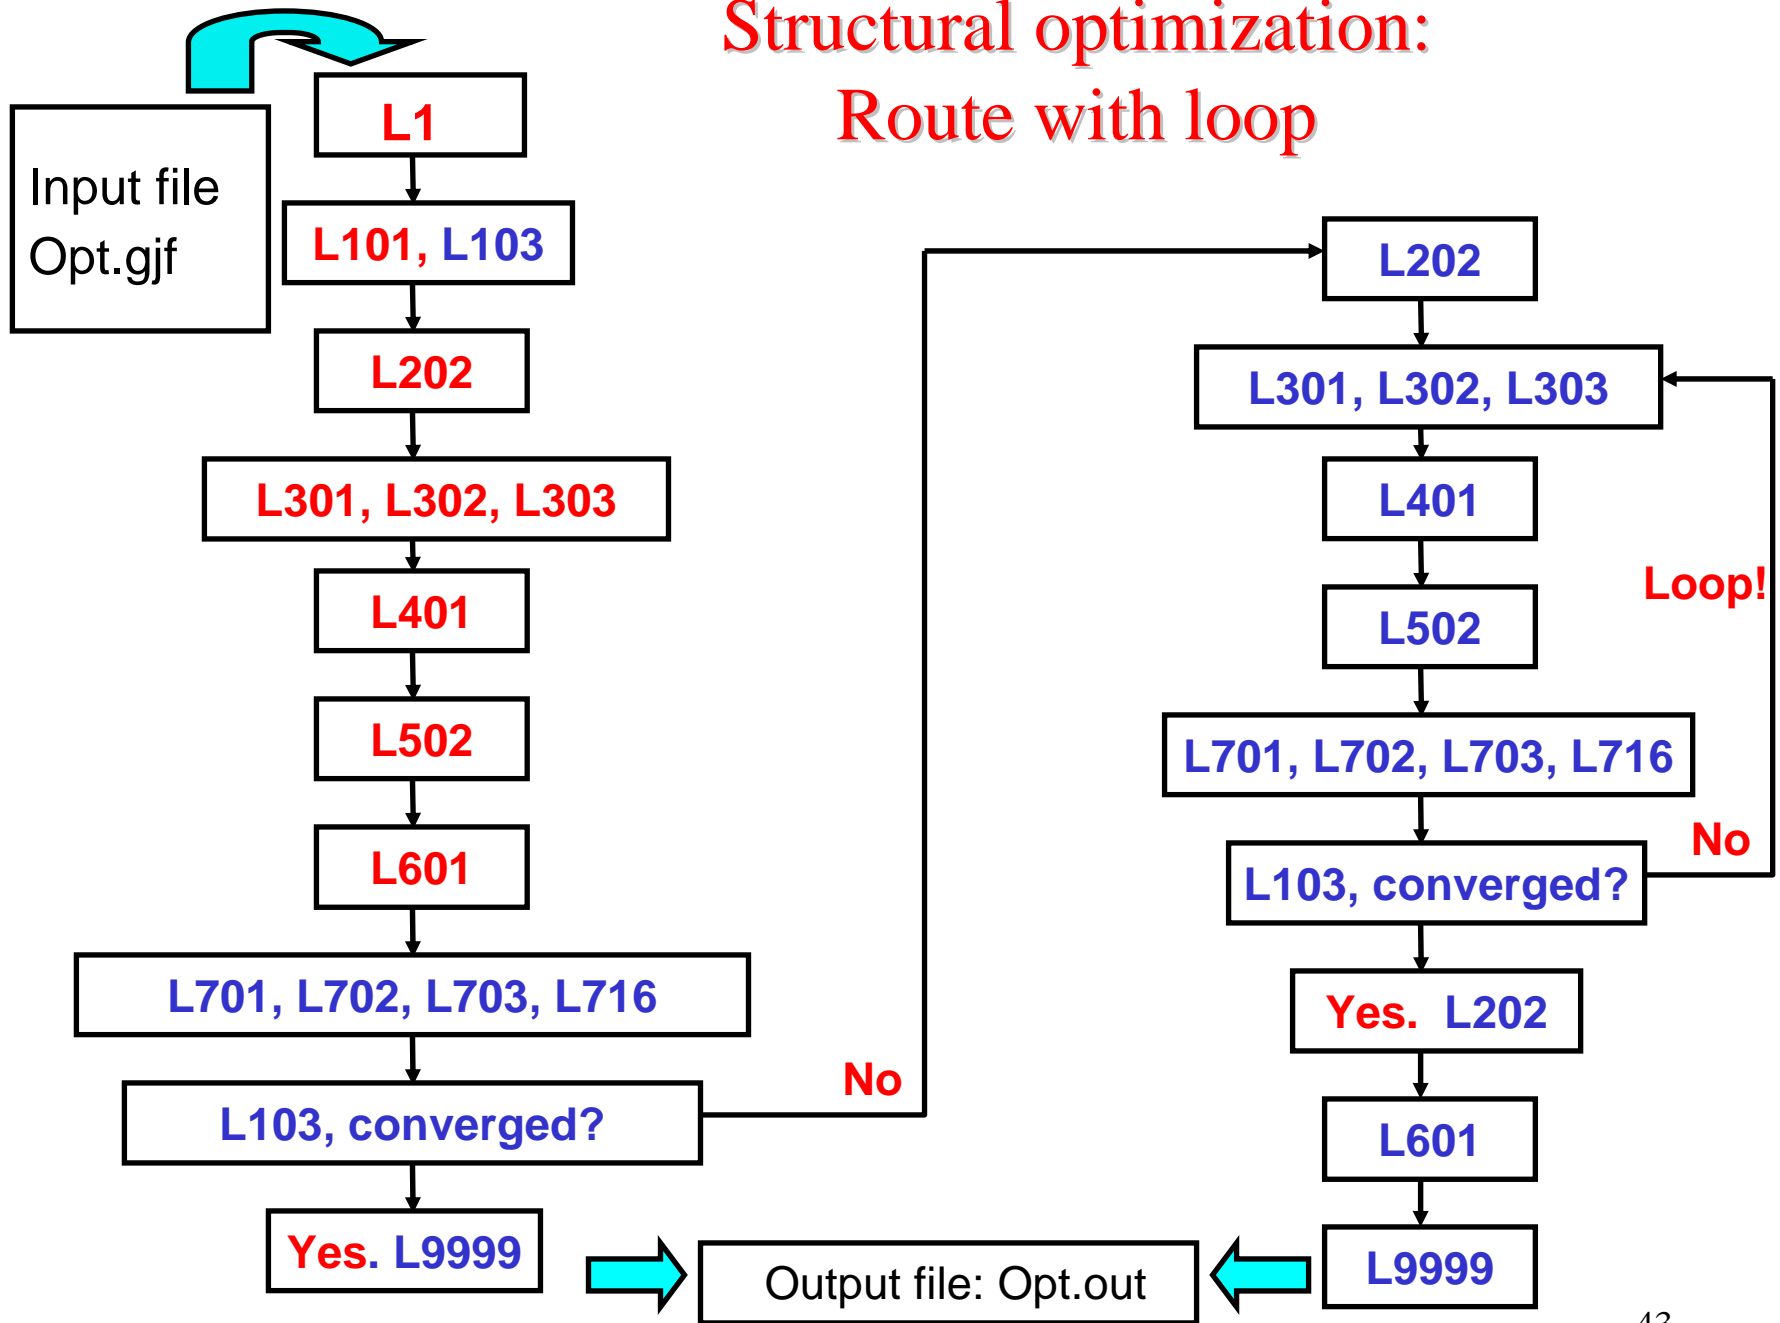 Structural optimization:
Route with loop
Input file
Opt.gjf
L1
L101, L103
L202
L301, L302, L303
L401
L502
L601
L701, L702, L703, L716
L103, converged?
No
Yes. L9999
L202
L301, L302, L303
L401
Loop!
L502
L701, L702, L703, L716
No
L103, converged?
Yes. L202
L601
L9999
Output file: Opt.out
43